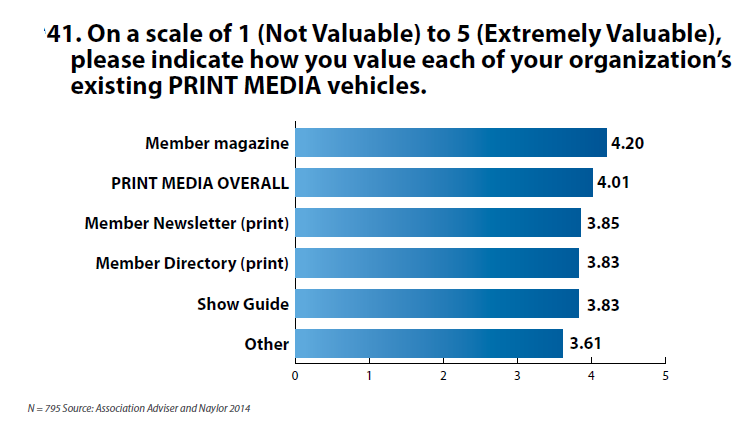 41. On a scale of 1 (Not Valuable) to 5 (Extremely Valuable),
please indicate how you value each of your organization's
existing PRINT MEDIA vehicles.
Member magazine 4.20
PRINT MEDIA OVERALL 4.01
Member Newsletter (print) 3.85
Member Directory (print) 3.83
Show Guide 3.83
Other 3.61
0 1 2 3 4 5
N = 795 Source: Association Adviser and Naylor 2014